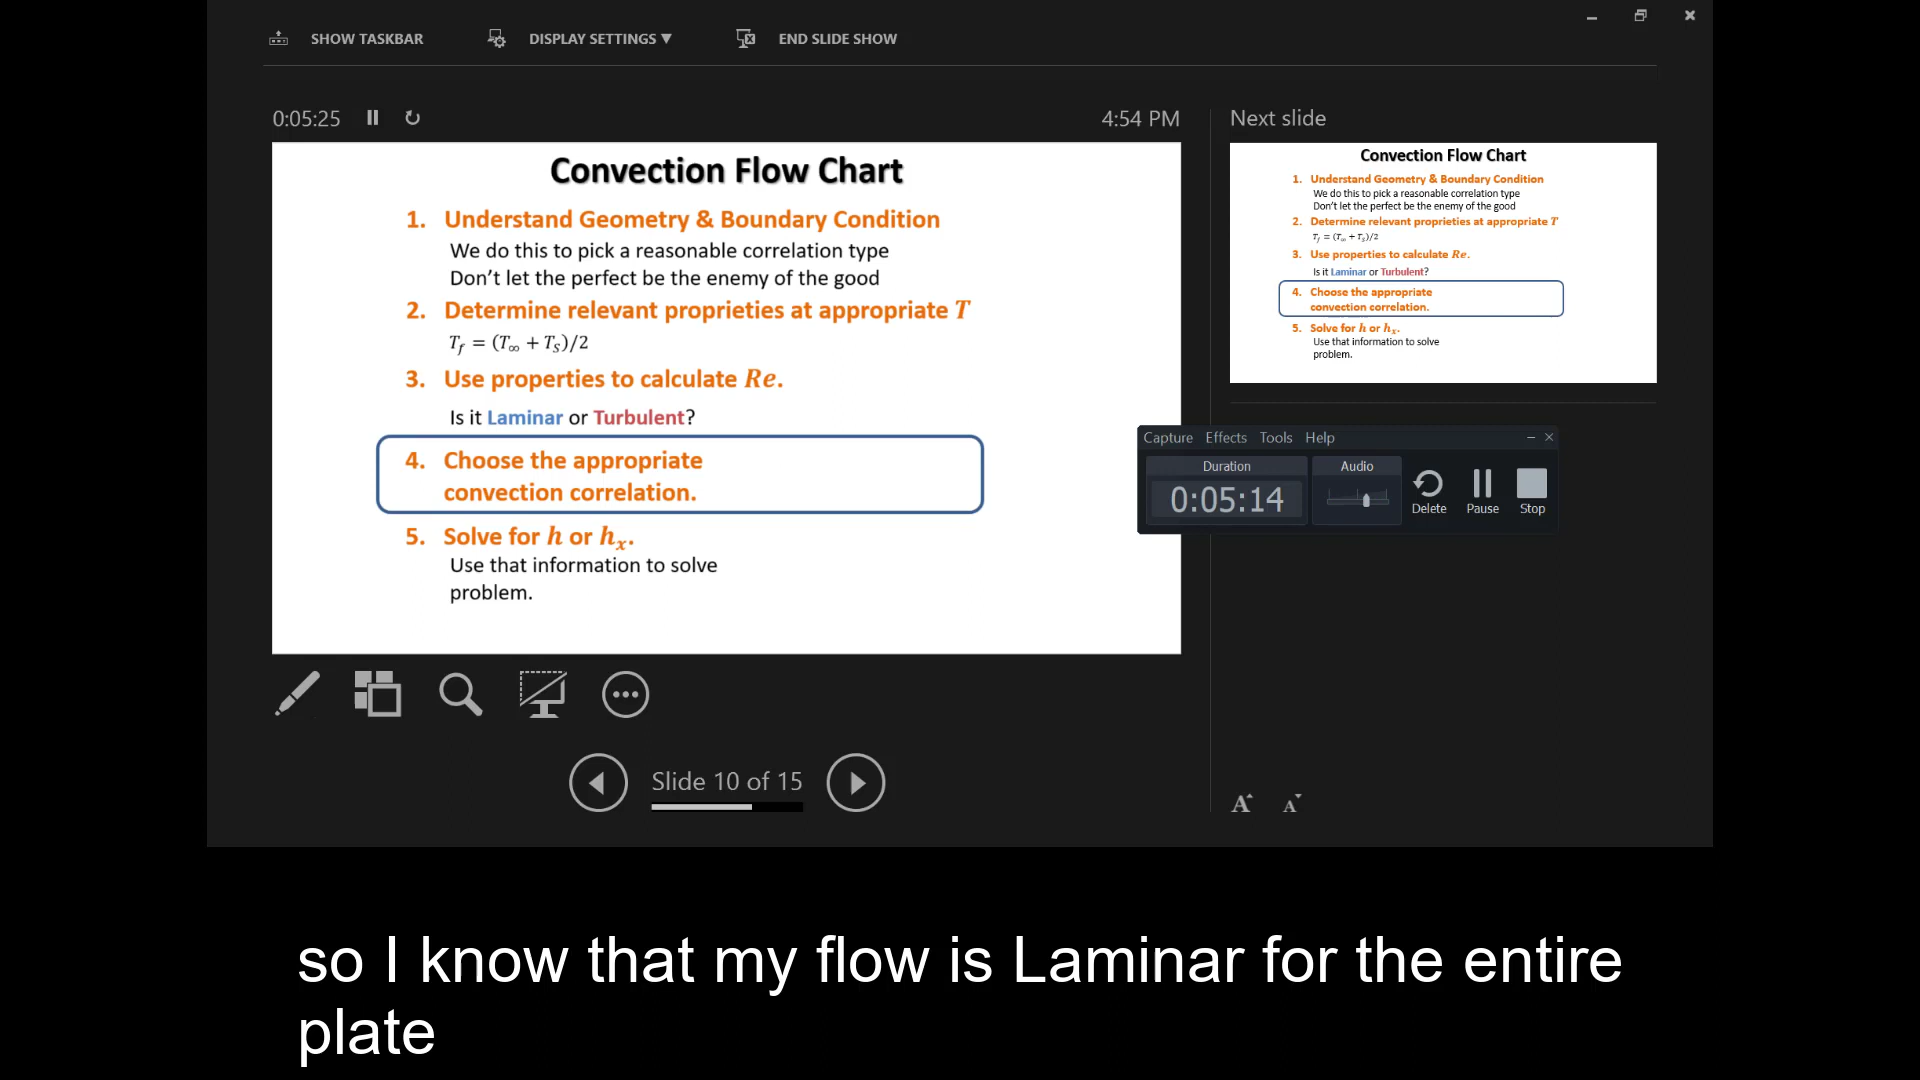 SHOW TASKBAR
DISPLAY SETTINGS ▼
END SLIDE SHOW
0:05:25
4:54 PM
Convection Flow Chart
1. Understand Geometry & Boundary Condition
We do this to pick a reasonable correlation type
Don't let the perfect be the enemy of the good
2. Determine relevant proprieties at appropriate T
T_f = (T_∞ + T_S)/2
3. Use properties to calculate Re.
Is it Laminar or Turbulent?
4. Choose the appropriate
convection correlation.
5. Solve for h or h_x.
Use that information to solve
problem.
Slide 10 of 15
Next slide
Convection Flow Chart
1. Understand Geometry & Boundary Condition
We do this to pick a reasonable correlation type
Don't let the perfect be the enemy of the good
2. Determine relevant proprieties at appropriate T
T_f = (T_∞ + T_S)/2
3. Use properties to calculate Re.
Is it Laminar or Turbulent?
4. Choose the appropriate
convection correlation.
5. Solve for h or h_x.
Use that information to solve
problem.
Capture Effects Tools Help
Duration
0:05:14
Audio
Delete
Pause
Stop
A A
so I know that my flow is Laminar for the entire
plate